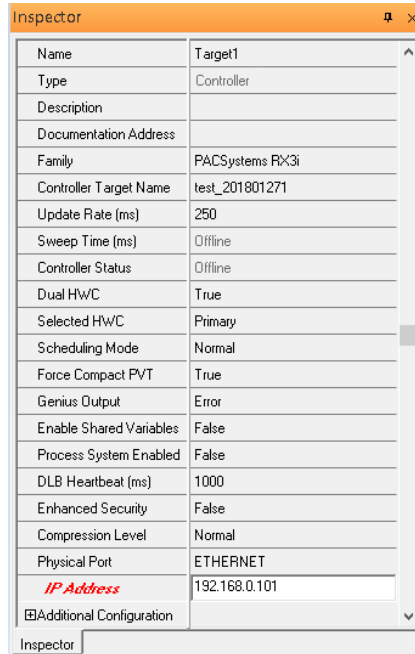 Inspector
Name Target1
Type Controller
Description
Documentation Address
Family PACSystems RX3i
Controller Target Name test_201801271
Update Rate (ms) 250
Sweep Time (ms) Offline
Controller Status Offline
Dual HWC True
Selected HWC Primary
Scheduling Mode Normal
Force Compact PVT True
Genius Output Error
Enable Shared Variables False
Process System Enabled False
DLB Heartbeat (ms) 1000
Enhanced Security False
Compression Level Normal
Physical Port ETHERNET
IP Address 192.168.0.101
Additional Configuration
Inspector